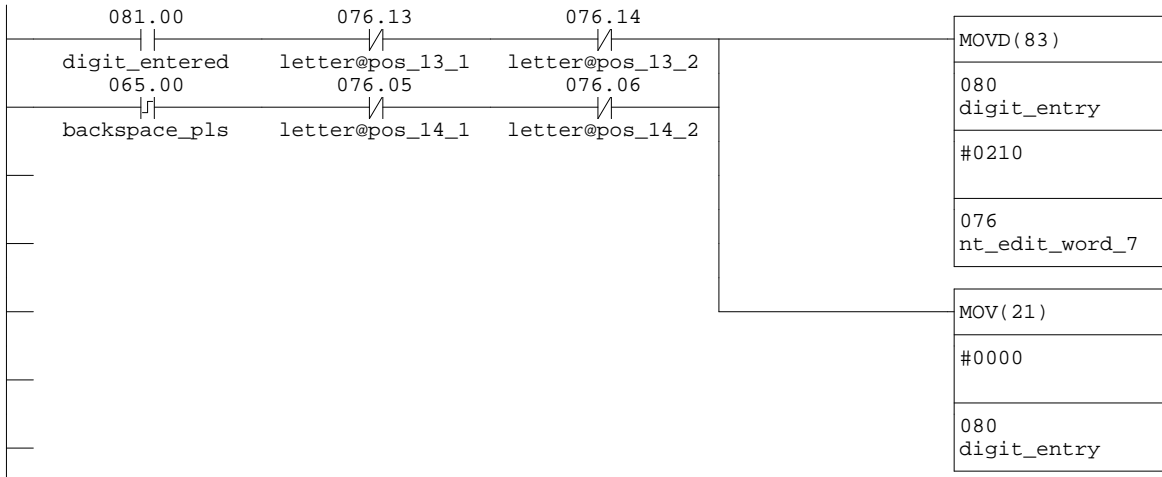 081.00 076.13 076.14
digit_entered letter@pos_13_1 letter@pos_13_2
065.00 076.05 076.06
backspace_pls letter@pos_14_1 letter@pos_14_2
MOVD(83)
080
digit_entry
#0210
076
nt_edit_word_7
MOV(21)
#0000
080
digit_entry